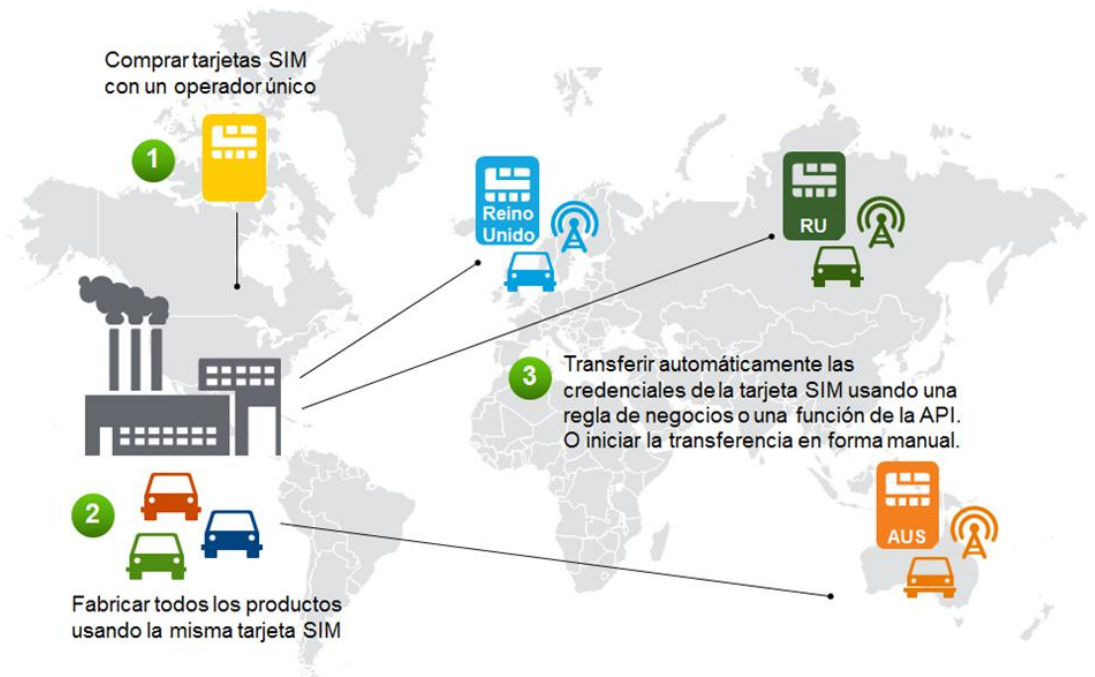 Comprar tarjetas SIM
con un operador único
1
Reino
Unido
RU
3
Transferir automáticamente las
credenciales de la tarjeta SIM usando una
regla de negocios o una función de la API.
O iniciar la transferencia en forma manual.
AUS
2
Fabricar todos los productos
usando la misma tarjeta SIM